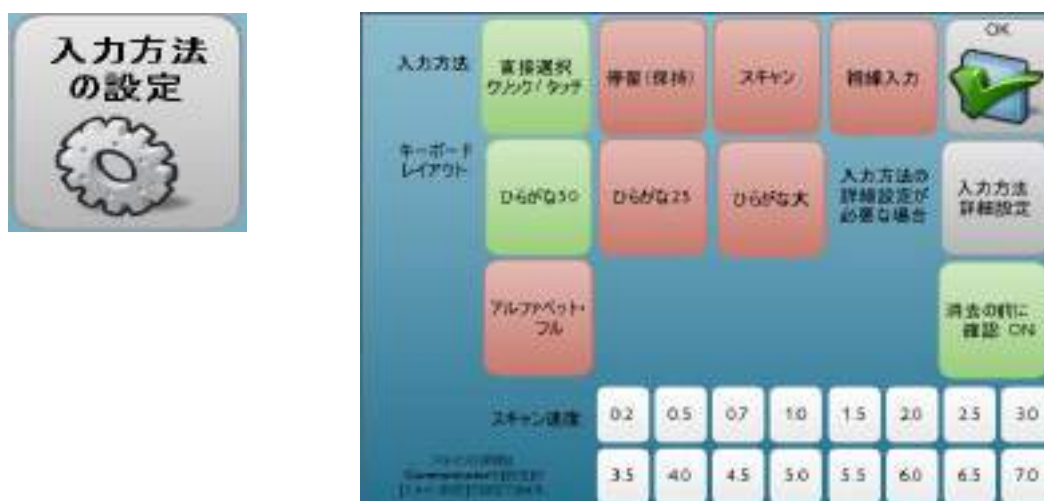 入力方法
の設定
OK
入力方法
直接選択
クリック/タッチ
停留(保持)
スキャン
視線入力
キーボード
レイアウト
ひらがな50
ひらがな25
ひらがな大
入力方法の
詳細設定が
必要な場合
入力方法
詳細設定
アルファベット・
フル
消去の前に
確認 ON
スキャン速度
0.2 0.5 0.7 1.0 1.5 2.0 2.5 3.0
3.5 4.0 4.5 5.0 5.5 6.0 6.5 7.0